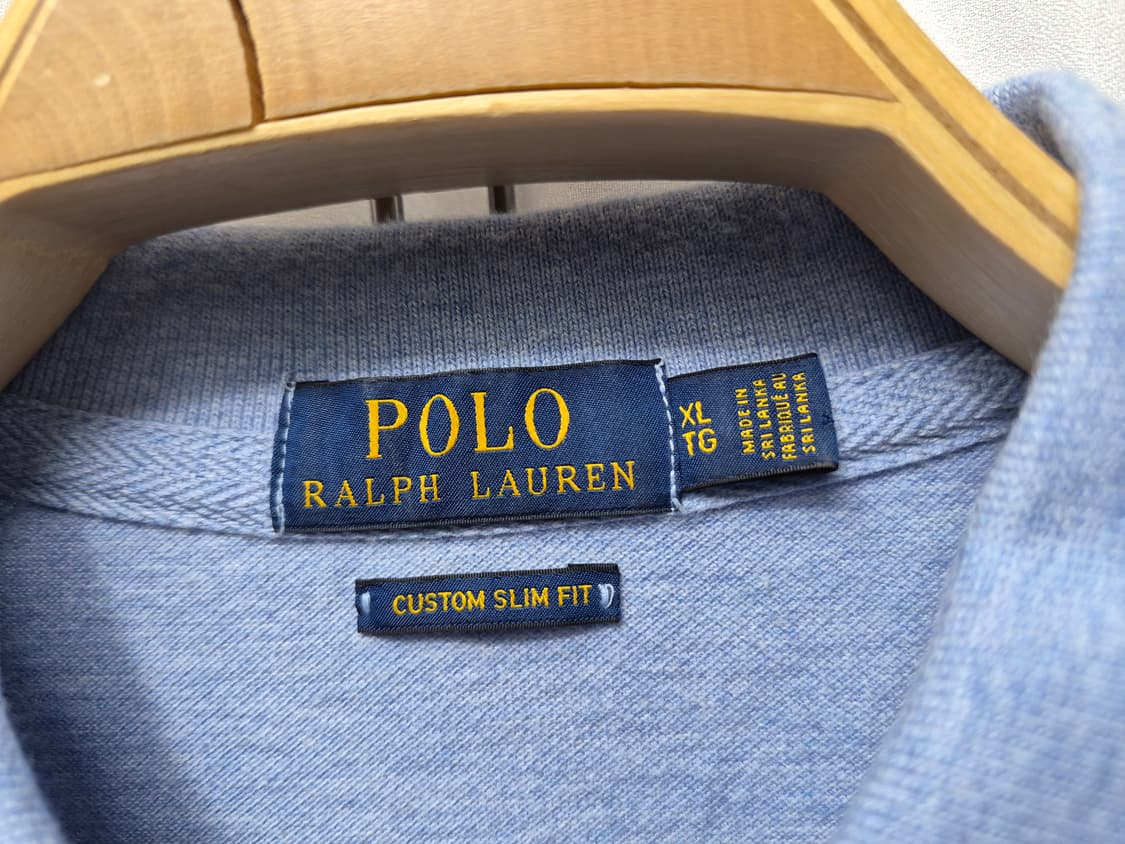 POLO
RALPH LAUREN
XL
TG
MADE IN
SRI LANKA
FABRIQUÉ AU
SRI LANKA
CUSTOM SLIM FIT